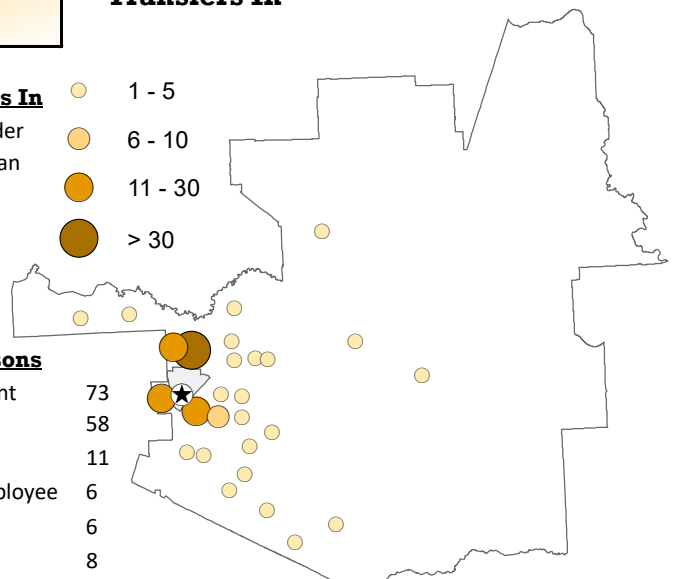 Transfers In
s In
der
an
1 - 5
6 - 10
11 - 30
> 30
sons
nt 73
58
11
ployee 6
6
8